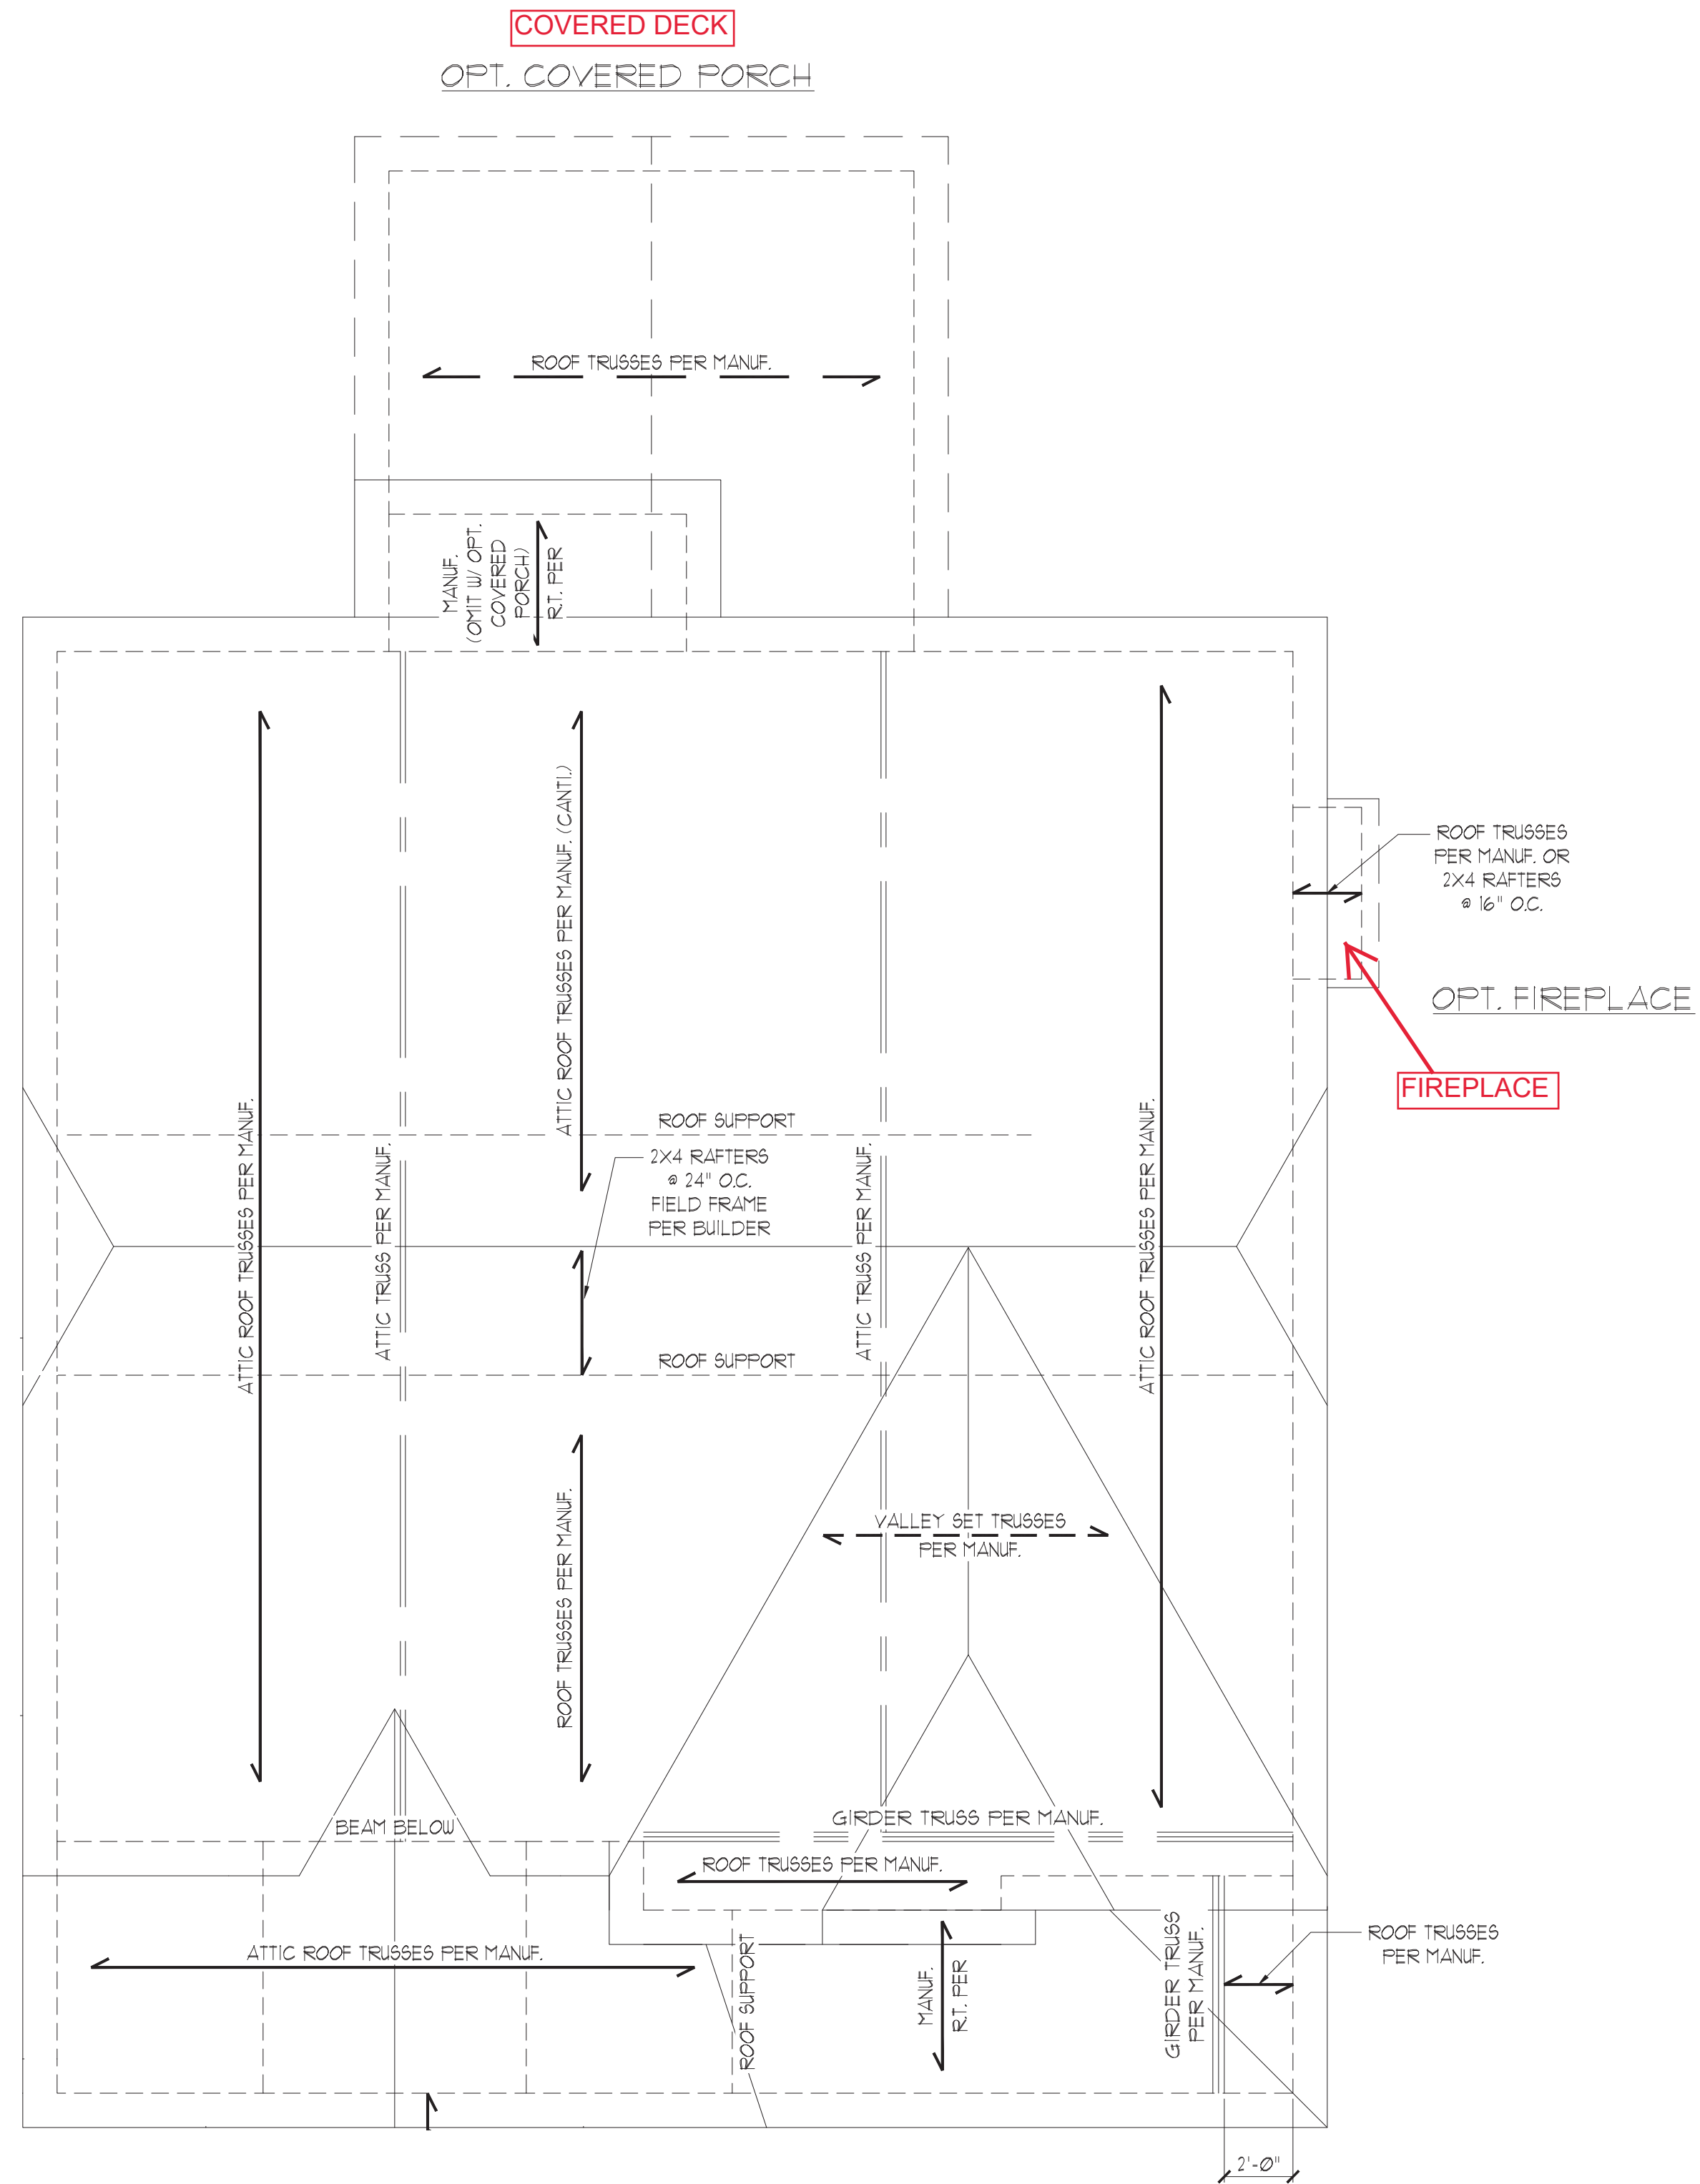 COVERED DECK
OPT. COVERED PORCH
ROOF TRUSSES PER MANUF.
MANUF.
(OMIT W/ OPT.
COVERED
PORCH)
R.T. PER
ATTIC ROOF TRUSSES PER MANUF. (CANTI.)
ROOF TRUSSES
PER MANUF. OR
2X4 RAFTERS
@ 16" O.C.
OPT. FIREPLACE
FIREPLACE
ATTIC ROOF TRUSSES PER MANUF.
ATTIC TRUSS PER MANUF.
ROOF SUPPORT
2X4 RAFTERS
@ 24" O.C.
FIELD FRAME
PER BUILDER
ATTIC TRUSS PER MANUF.
ATTIC ROOF TRUSSES PER MANUF.
ROOF SUPPORT
ROOF TRUSSES PER MANUF.
VALLEY SET TRUSSES
PER MANUF.
BEAM BELOW
GIRDER TRUSS PER MANUF.
ROOF TRUSSES PER MANUF.
ATTIC ROOF TRUSSES PER MANUF.
ROOF SUPPORT
MANUF.
R.T. PER
GIRDER TRUSS
PER MANUF.
ROOF TRUSSES
PER MANUF.
2'-0"